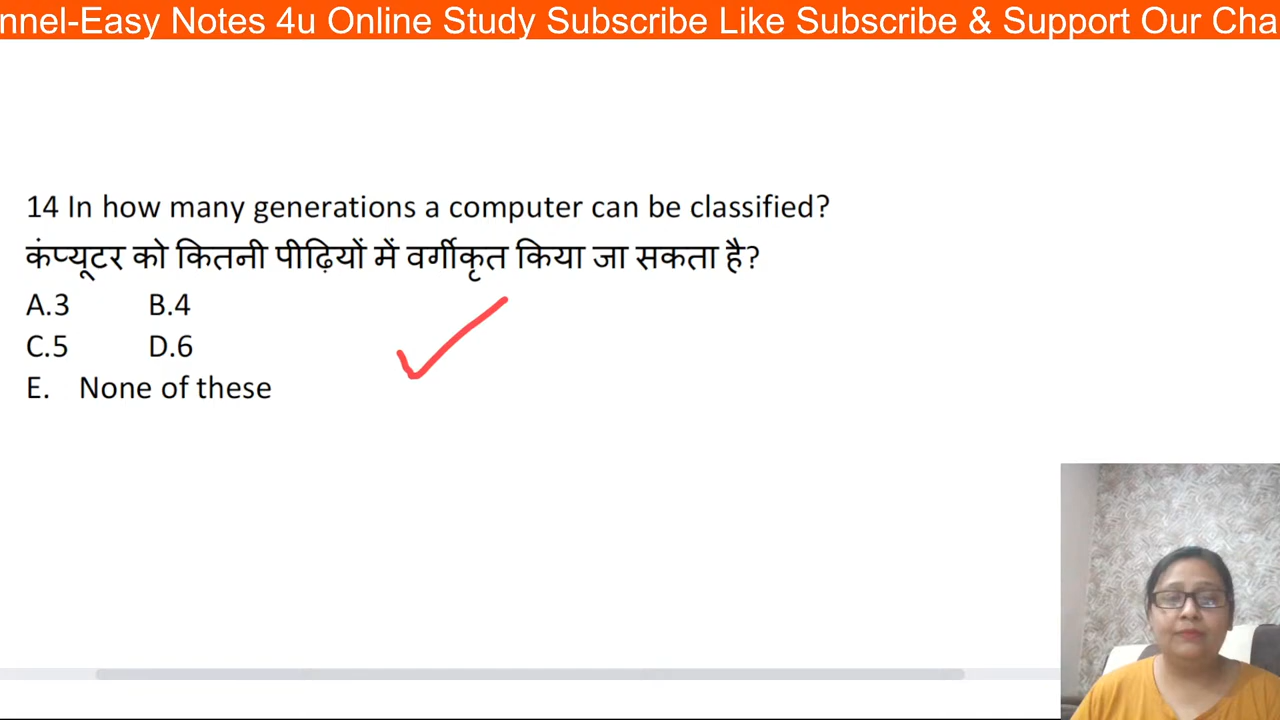 nnel-Easy Notes 4u Online Study Subscribe Like Subscribe & Support Our Cha
14 In how many generations a computer can be classified?
कंप्यूटर को कितनी पीढ़ियों में वर्गीकृत किया जा सकता है?
A.3 B.4
C.5 D.6
E. None of these